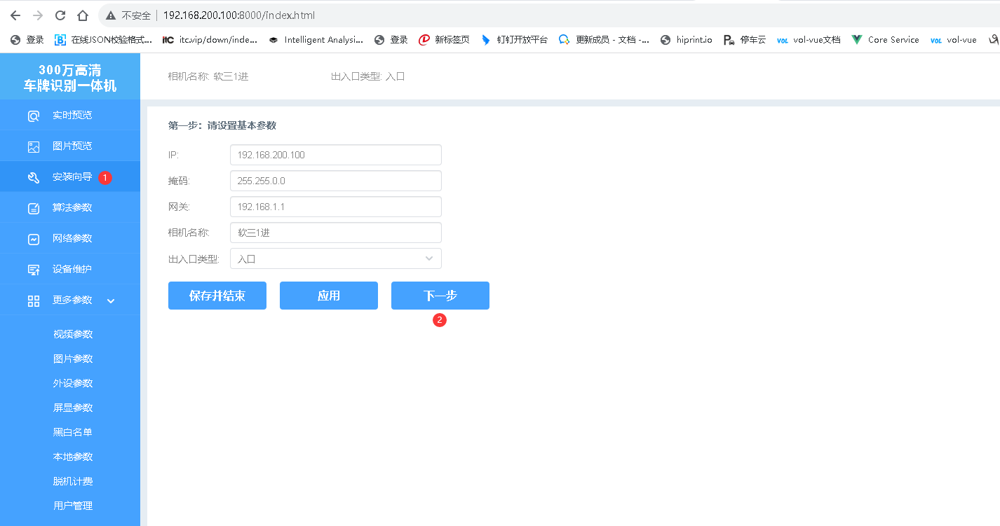 不安全 192.168.200.100:8000/index.html
登录 在线JSON校验格式... itc itc.vip/down/inde... Intelligent Analysi... 登录 新标签页 钉钉开放平台 更新成员 - 文档 -... hiprint.io 停车云 VOL vol-vue文档 Core Service VOL vol-vue
300万高清
车牌识别一体机
相机名称: 软三1进 出入口类型: 入口
实时预览
图片预览
安装向导 1
算法参数
网络参数
设备维护
更多参数
视频参数
图片参数
外设参数
屏显参数
黑白名单
本地参数
脱机计费
用户管理
第一步：请设置基本参数
IP: 192.168.200.100
掩码: 255.255.0.0
网关: 192.168.1.1
相机名称: 软三1进
出入口类型: 入口
保存并结束 应用 下一步
2